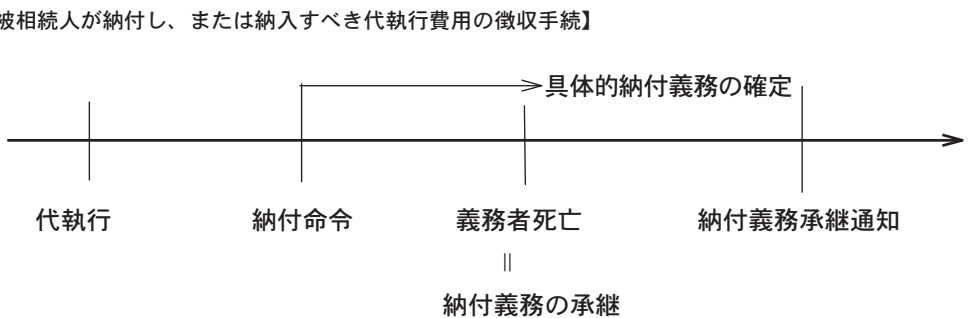 被相続人が納付し、または納入すべき代執行費用の徴収手続】
具体的納付義務の確定
代執行 納付命令 義務者死亡 納付義務承継通知
||
納付義務の承継